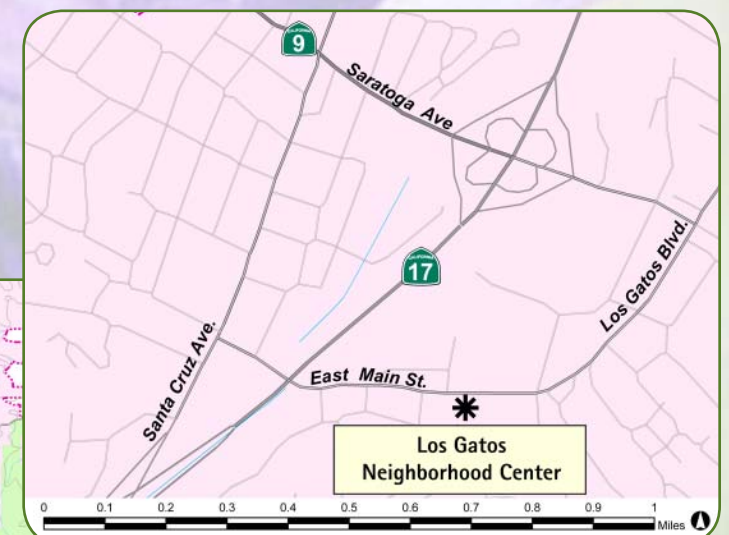 CALIFORNIA
9
Saratoga Ave
CALIFORNIA
17
Los Gatos Blvd.
Santa Cruz Ave.
East Main St.
Los Gatos
Neighborhood Center
0 0.1 0.2 0.3 0.4 0.5 0.6 0.7 0.8 0.9 1
Miles